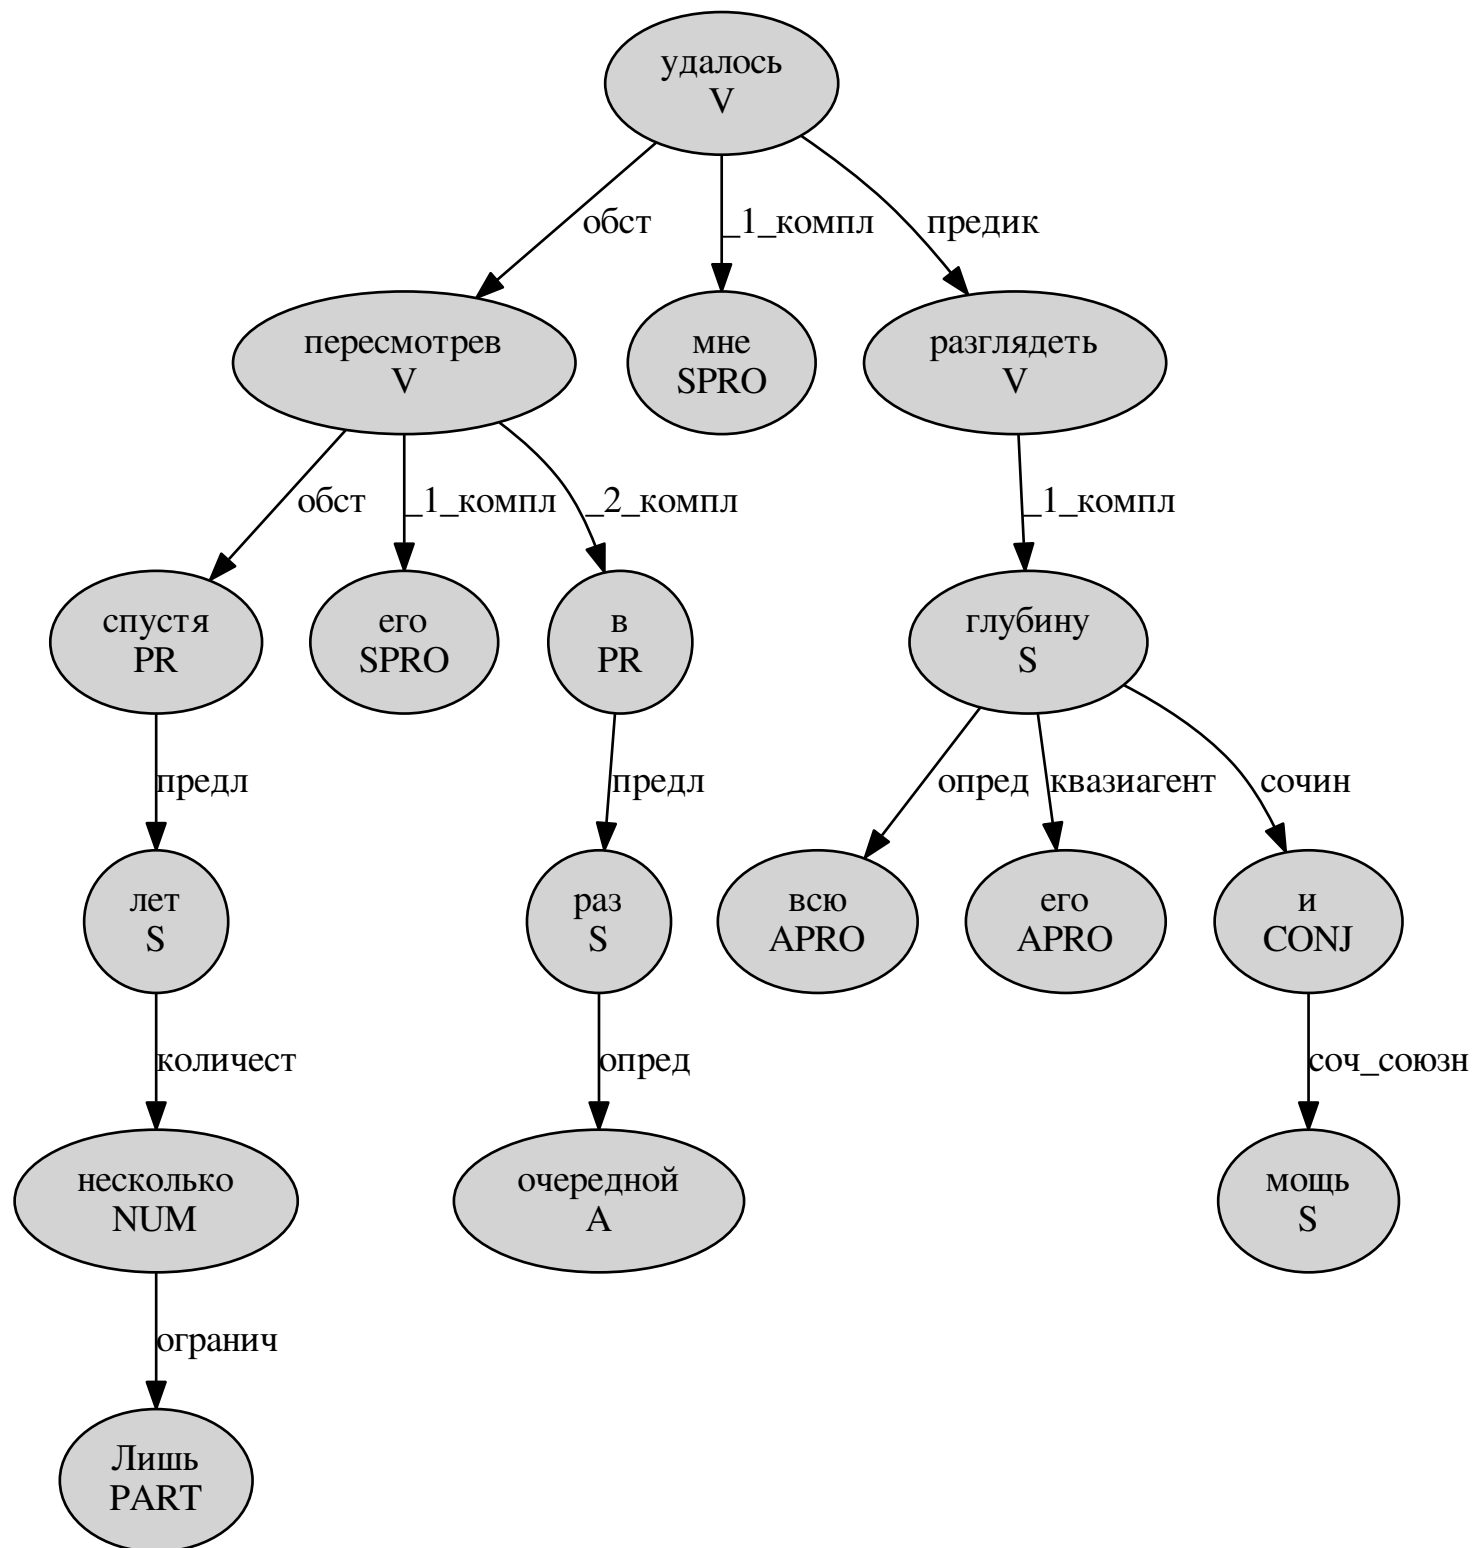 удалось
V
обст
_1_компл
предик
пересмотрев
V
мне
SPRO
разглядеть
V
обст
_1_компл
_2_компл
_1_компл
спустя
PR
его
SPRO
в
PR
глубину
S
предл
предл
опред
квазиагент
сочин
лет
S
раз
S
всю
APRO
его
APRO
и
CONJ
количест
опред
соч_союзн
несколько
NUM
очередной
A
мощь
S
огранич
Лишь
PART